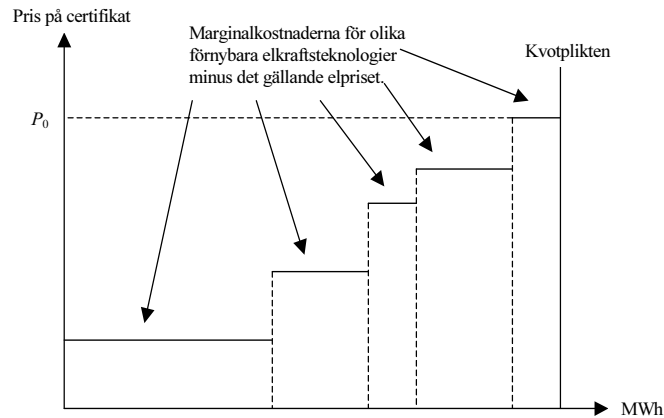 Pris på certifikat
Marginalkostnaderna för olika
förnybara elkraftsteknologier
minus det gällande elpriset.
Kvotplikten
P0
MWh